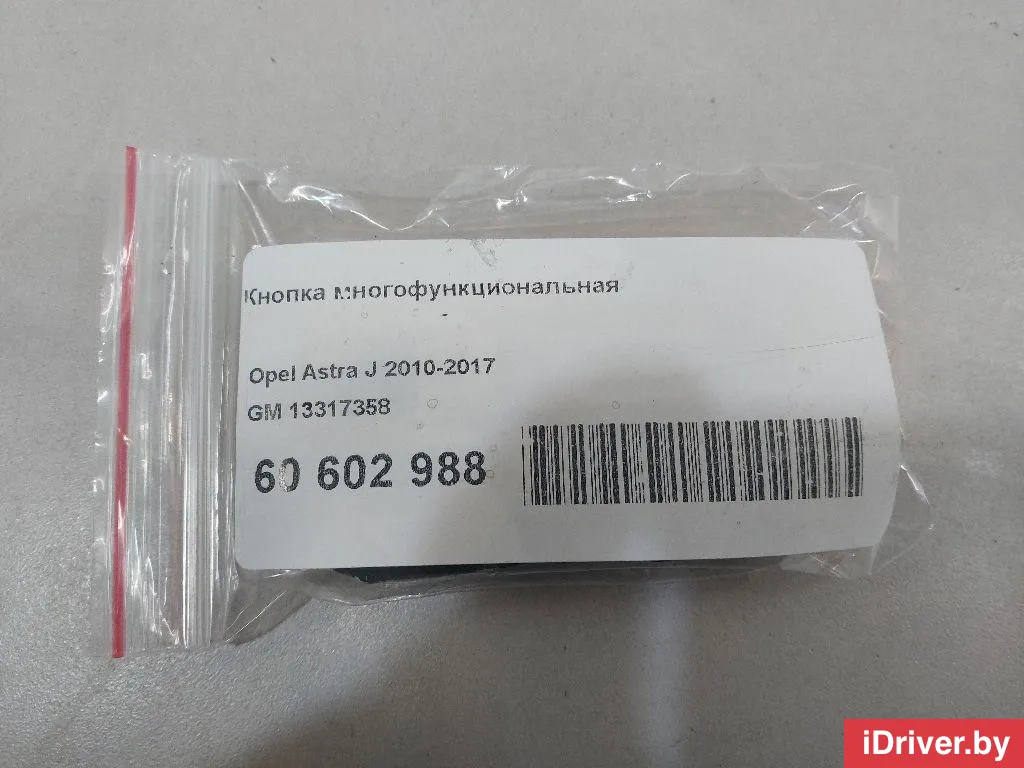 Кнопка многофункциональная
Opel Astra J 2010-2017
GM 13317358
60 602 988
iDriver.by